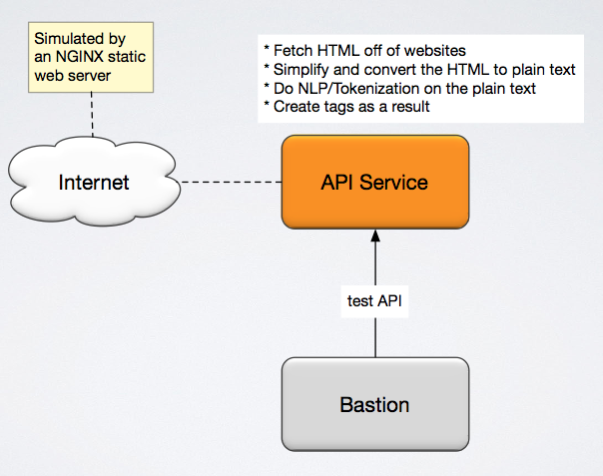 Simulated by
an NGINX static
web server
* Fetch HTML off of websites
* Simplify and convert the HTML to plain text
* Do NLP/Tokenization on the plain text
* Create tags as a result
Internet
API Service
test API
Bastion